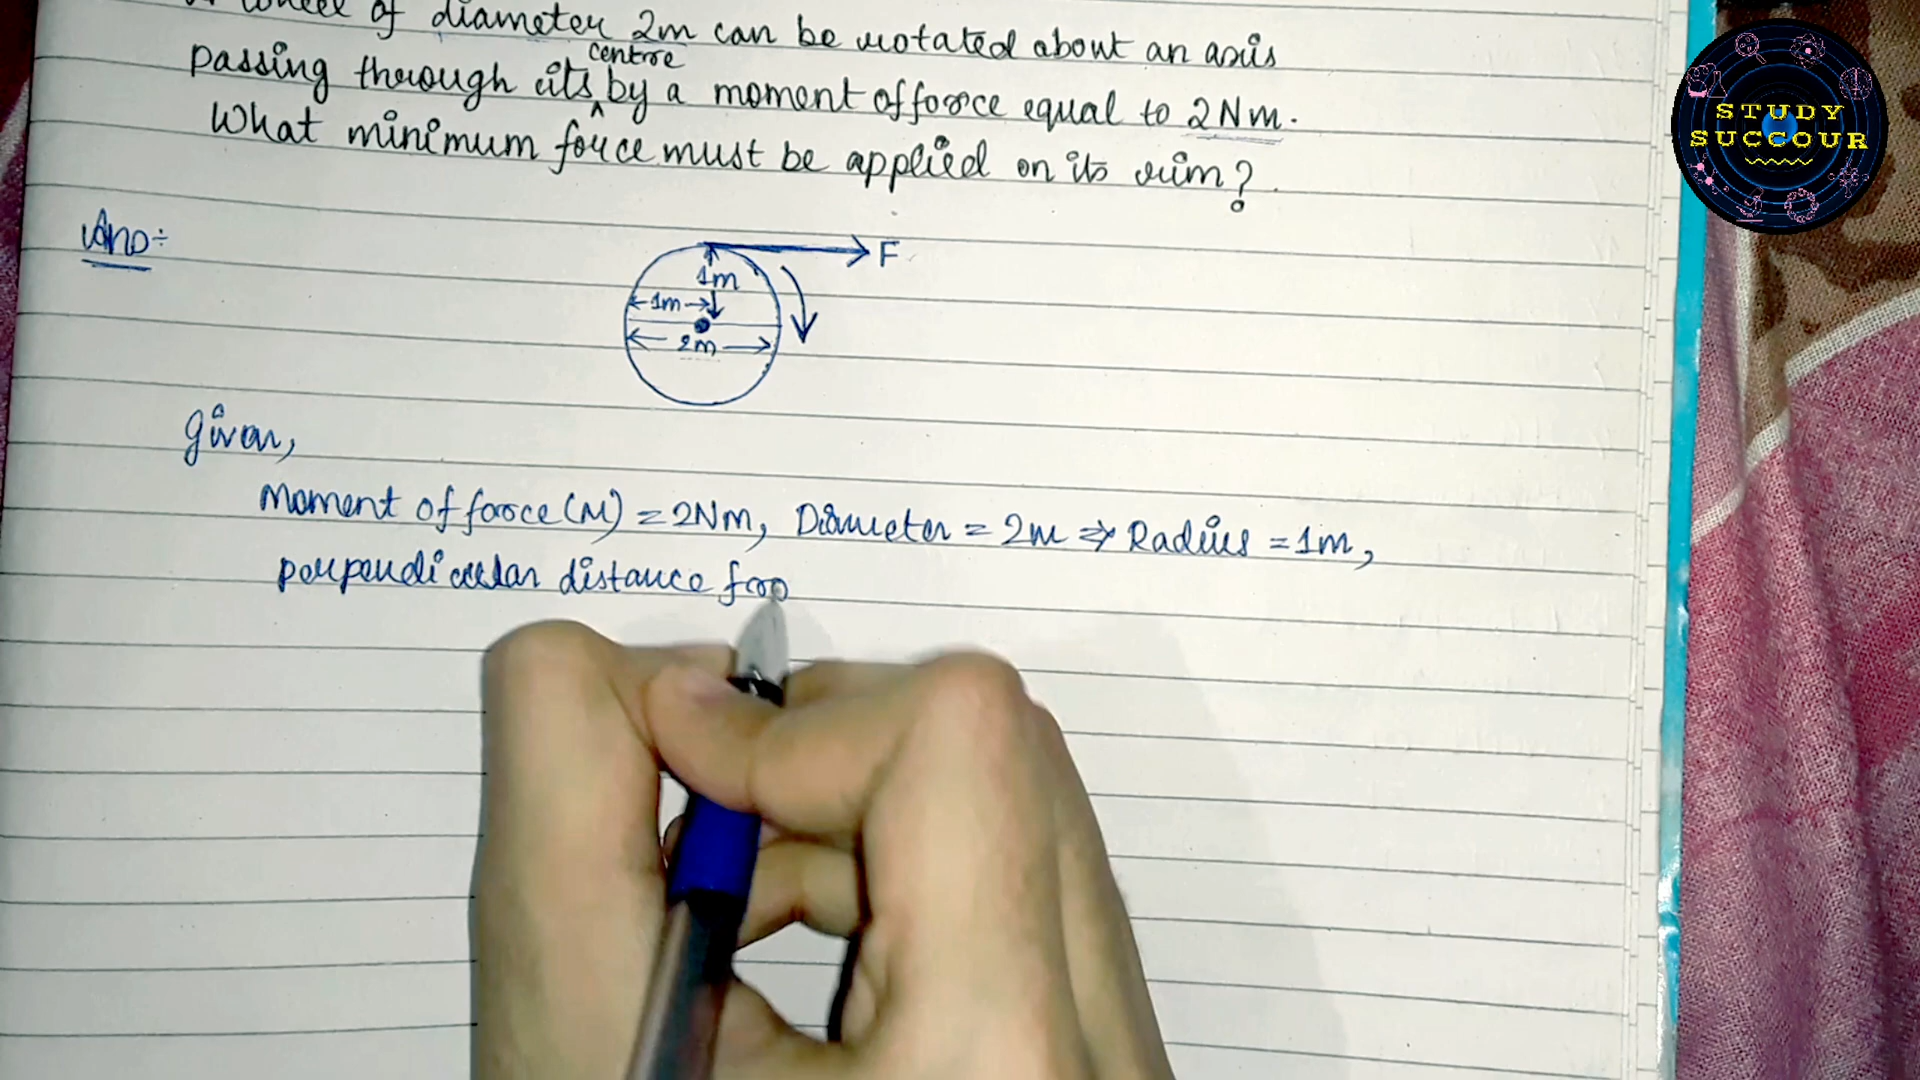 wheel of diameter 2m can be rotated about an axis
passing through its centre by a moment of force equal to 2Nm.
What minimum force must be applied on its rim?
Ans:-
F
1m
1m
2m
given,
Moment of force (M) = 2Nm, Diameter = 2m ⇒ Radius = 1m,
perpendicular distance fro
STUDY
SUCCOUR